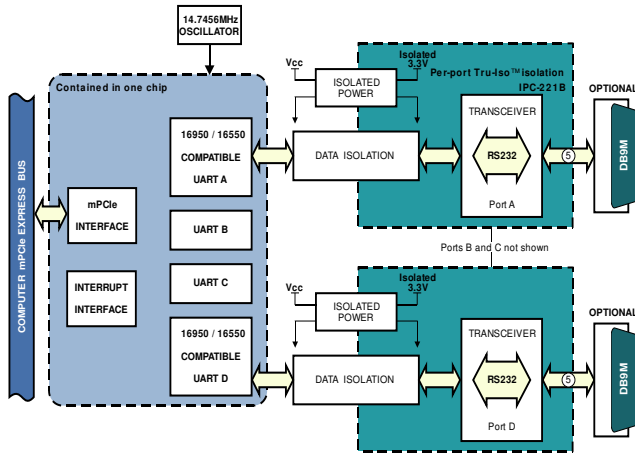 14.7456MHz
OSCILLATOR
Contained in one chip
COMPUTER mPCIe EXPRESS BUS
mPCIe
INTERFACE
INTERRUPT
INTERFACE
16950 / 16550
COMPATIBLE
UART A
UART B
UART C
16950 / 16550
COMPATIBLE
UART D
Vcc
Isolated
3.3V
ISOLATED
POWER
Per-port Tru-Iso™ isolation
IPC-221B
DATA ISOLATION
TRANSCEIVER
RS232
Port A
5
OPTIONAL
DB9M
Ports B and C not shown
Vcc
Isolated
3.3V
ISOLATED
POWER
DATA ISOLATION
TRANSCEIVER
RS232
Port D
5
OPTIONAL
DB9M